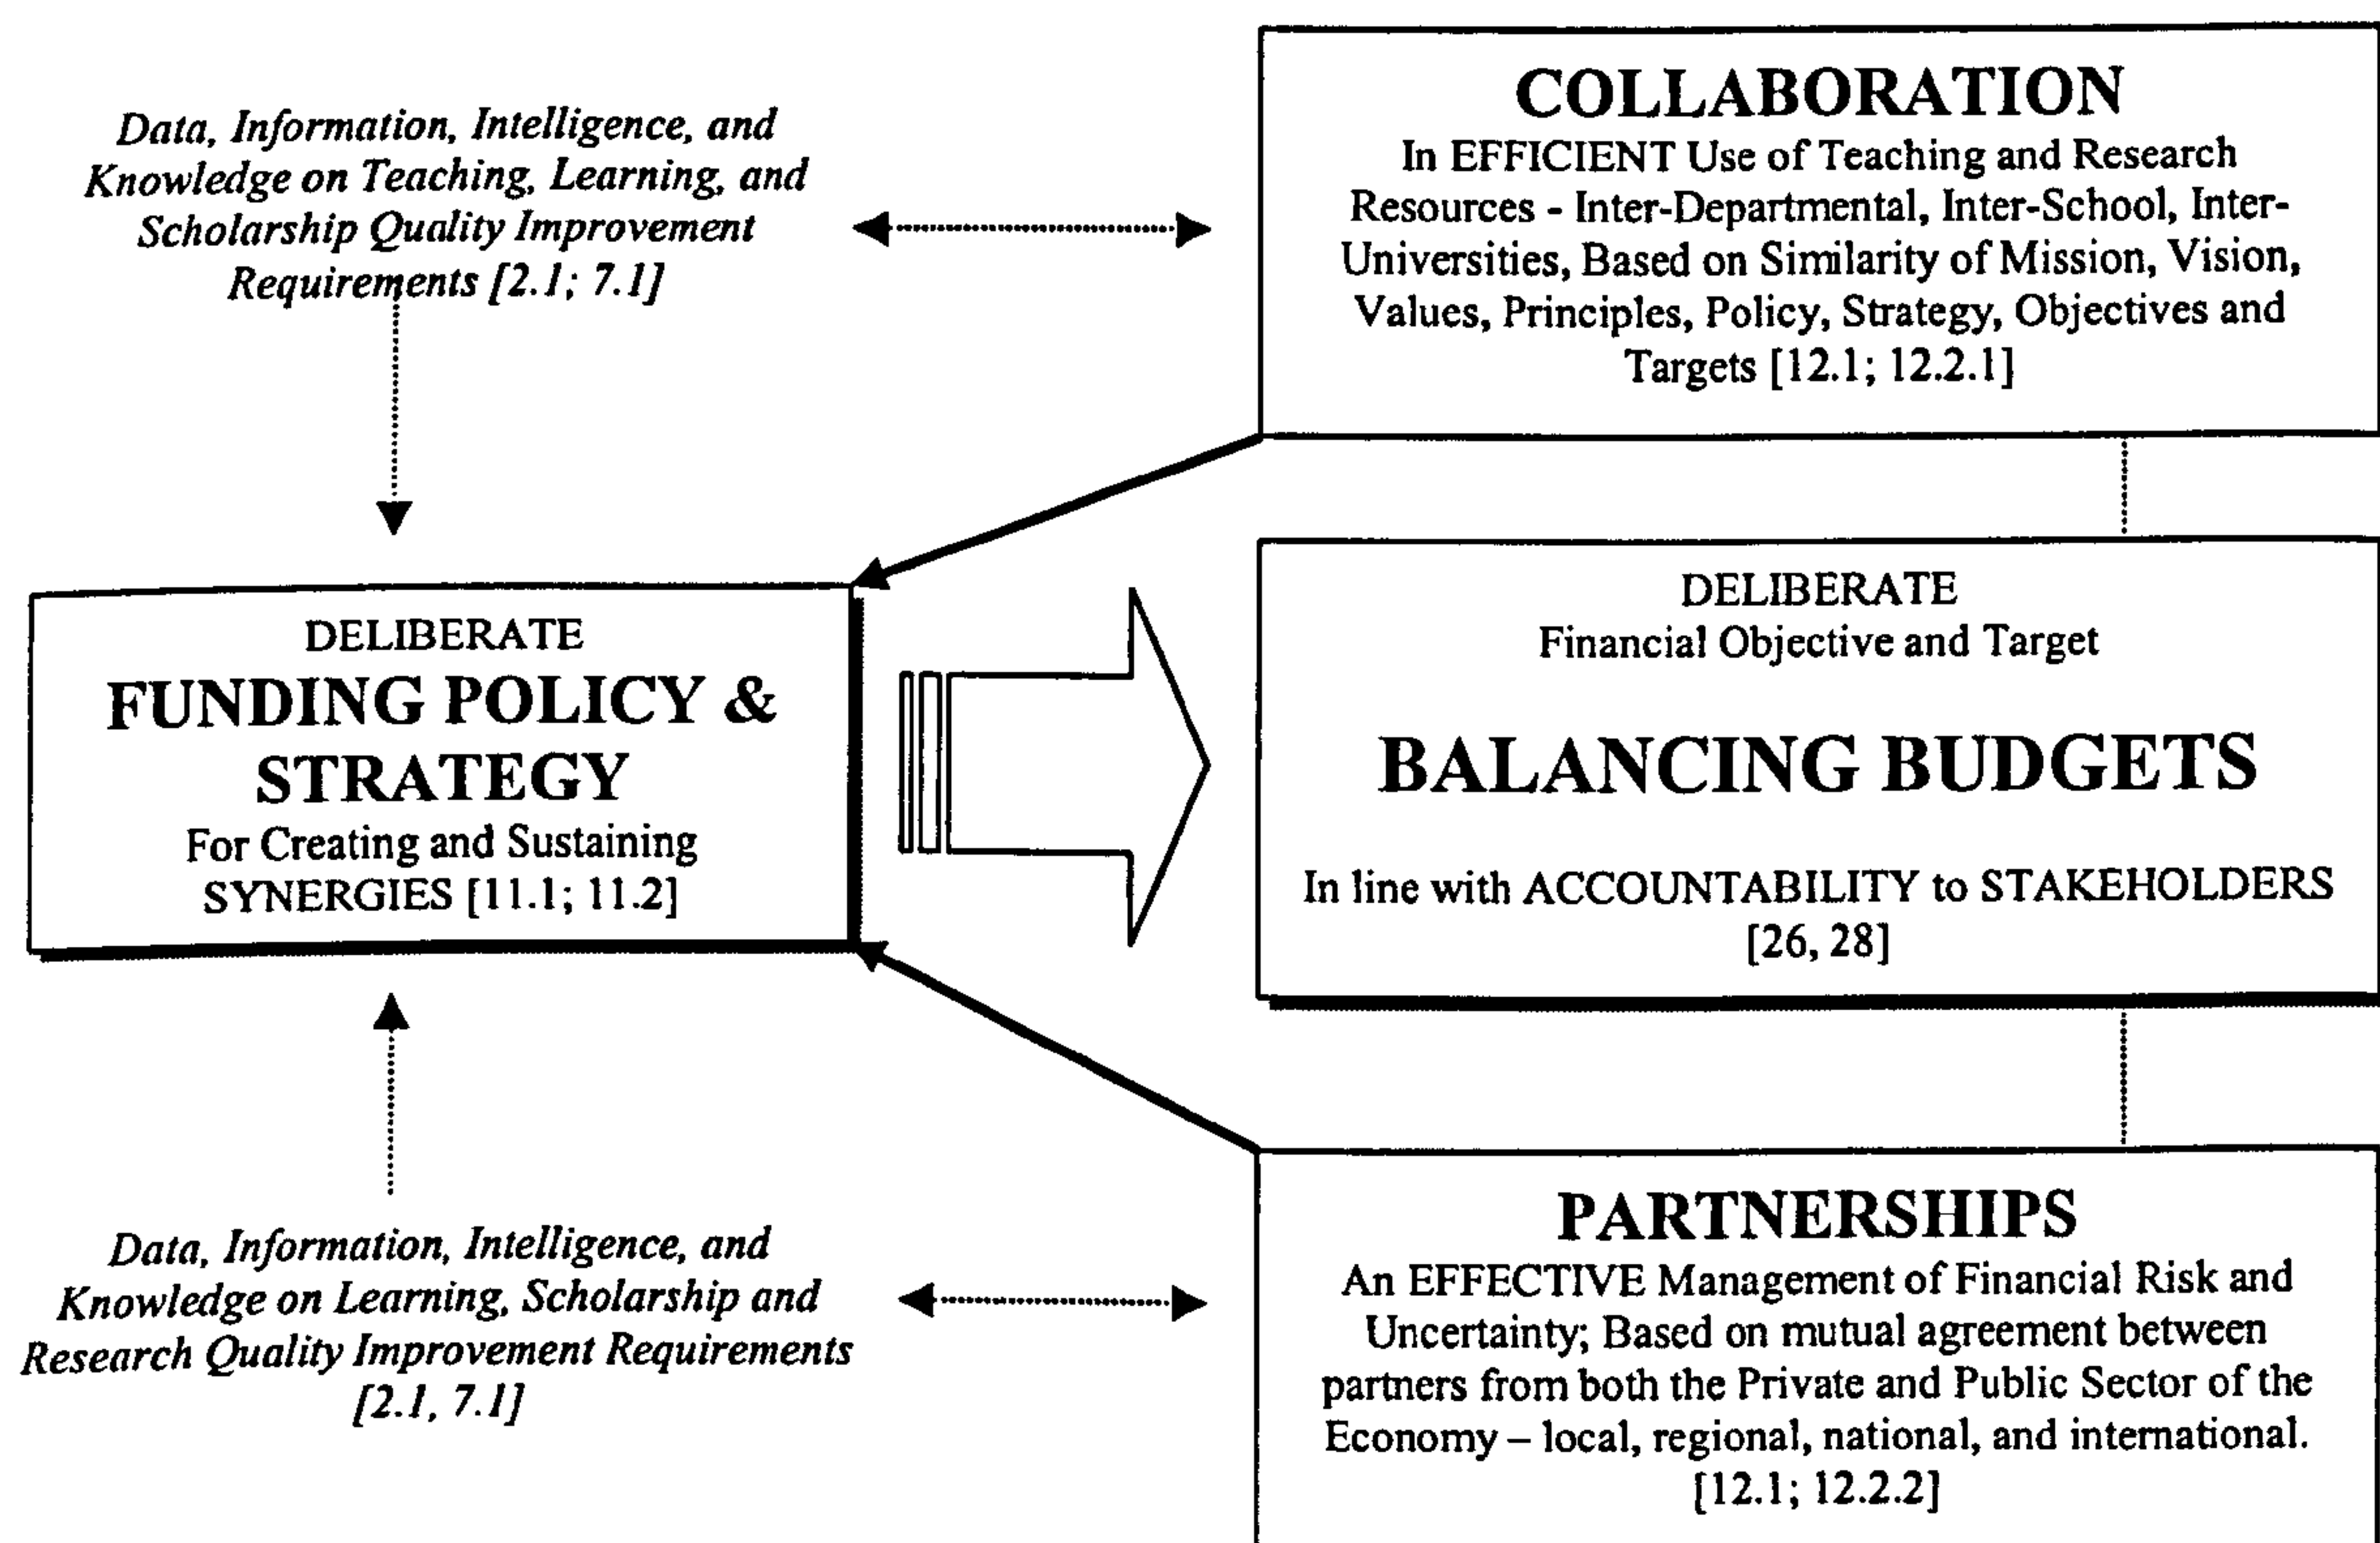 Data, Information, Intelligence, and
Knowledge on Teaching, Learning, and
Scholarship Quality Improvement
Requirements [2.1; 7.1]
COLLABORATION
In EFFICIENT Use of Teaching and Research
Resources - Inter-Departmental, Inter-School, Inter-
Universities, Based on Similarity of Mission, Vision,
Values, Principles, Policy, Strategy, Objectives and
Targets [12.1; 12.2.1]
DELIBERATE
FUNDING POLICY &
STRATEGY
For Creating and Sustaining
SYNERGIES [11.1; 11.2]
DELIBERATE
Financial Objective and Target
BALANCING BUDGETS
In line with ACCOUNTABILITY to STAKEHOLDERS
[26, 28]
Data, Information, Intelligence, and
Knowledge on Learning, Scholarship and
Research Quality Improvement Requirements
[2.1, 7.1]
PARTNERSHIPS
An EFFECTIVE Management of Financial Risk and
Uncertainty; Based on mutual agreement between
partners from both the Private and Public Sector of the
Economy – local, regional, national, and international.
[12.1; 12.2.2]